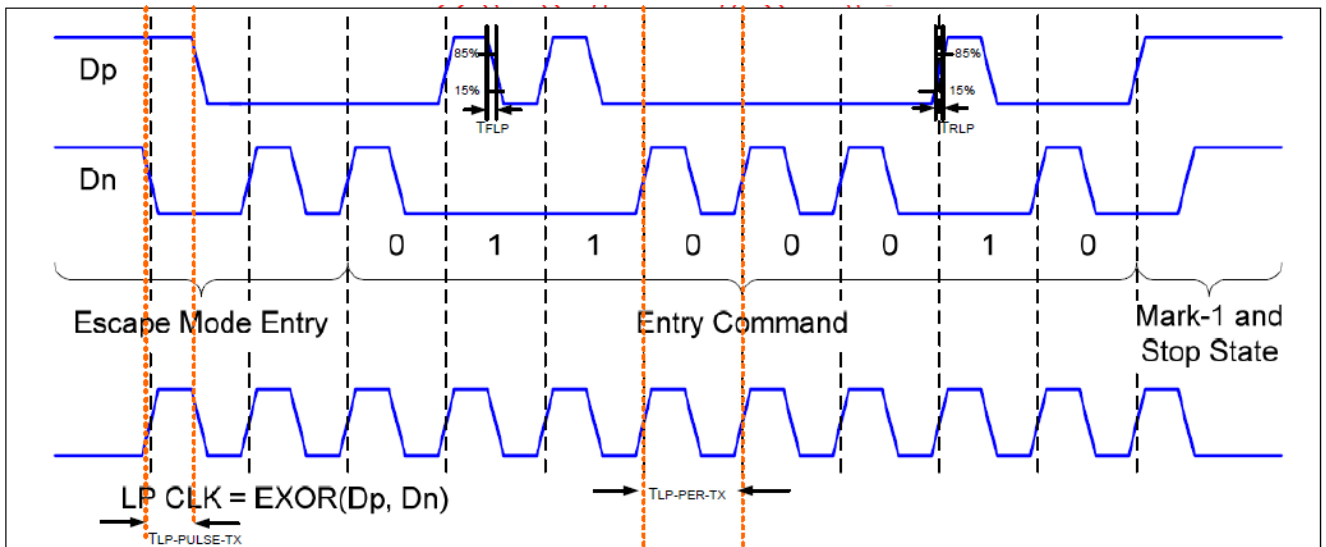 Dp
85%
15%
TFLP
85%
15%
TRLP
Dn
0 1 1 0 0 0 1 0
Escape Mode Entry
Entry Command
Mark-1 and
Stop State
LP CLK = EXOR(Dp, Dn)
TLP-PER-TX
TLP-PULSE-TX